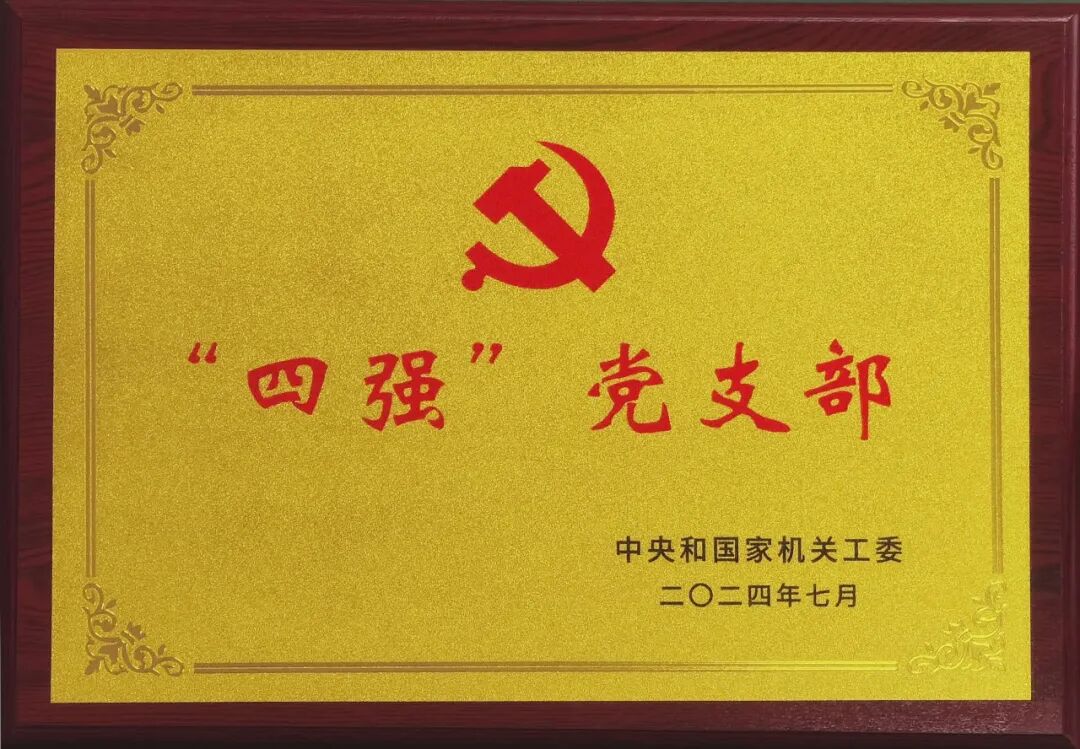 “四强”党支部
中央和国家机关工委
二〇二四年七月